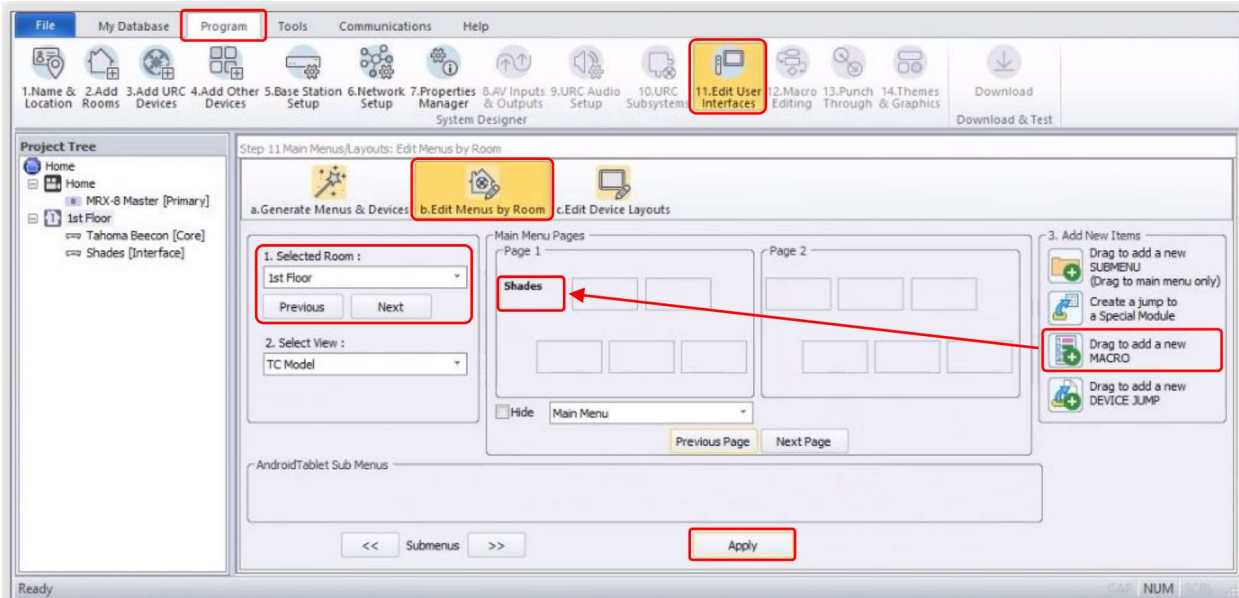 File My Database Program Tools Communications Help
1.Name & Location
2.Add Rooms
3.Add URC Devices
4.Add Other Devices
5.Base Station Setup
6.Network Setup
7.Properties Manager
8.AV Inputs & Outputs
9.URC Audio Setup
10.URC Subsystems
11.Edit User Interfaces
12.Macro Editing
13.Punch Through
14.Themes & Graphics
Download
System Designer
Download & Test
Project Tree
Home
Home
MRX-8 Master [Primary]
1st Floor
Tahoma Beecon [Core]
Shades [Interface]
Step 11 Main Menus/Layouts: Edit Menus by Room
a.Generate Menus & Devices
b.Edit Menus by Room
c.Edit Device Layouts
1. Selected Room :
1st Floor
Previous Next
2. Select View :
TC Model
Main Menu Pages
Page 1
Shades
Page 2
Hide Main Menu
Previous Page Next Page
3. Add New Items
Drag to add a new
SUBMENU
(Drag to main menu only)
Create a jump to
a Special Module
Drag to add a new
MACRO
Drag to add a new
DEVICE JUMP
AndroidTablet Sub Menus
<< Submenus >>
Apply
Ready
CAP NUM SCRL